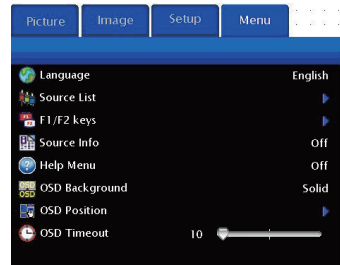 Picture Image Setup Menu
Language English
Source List
F1/F2 keys
Source Info Off
Help Menu Off
OSD Background Solid
OSD Position
OSD Timeout 10